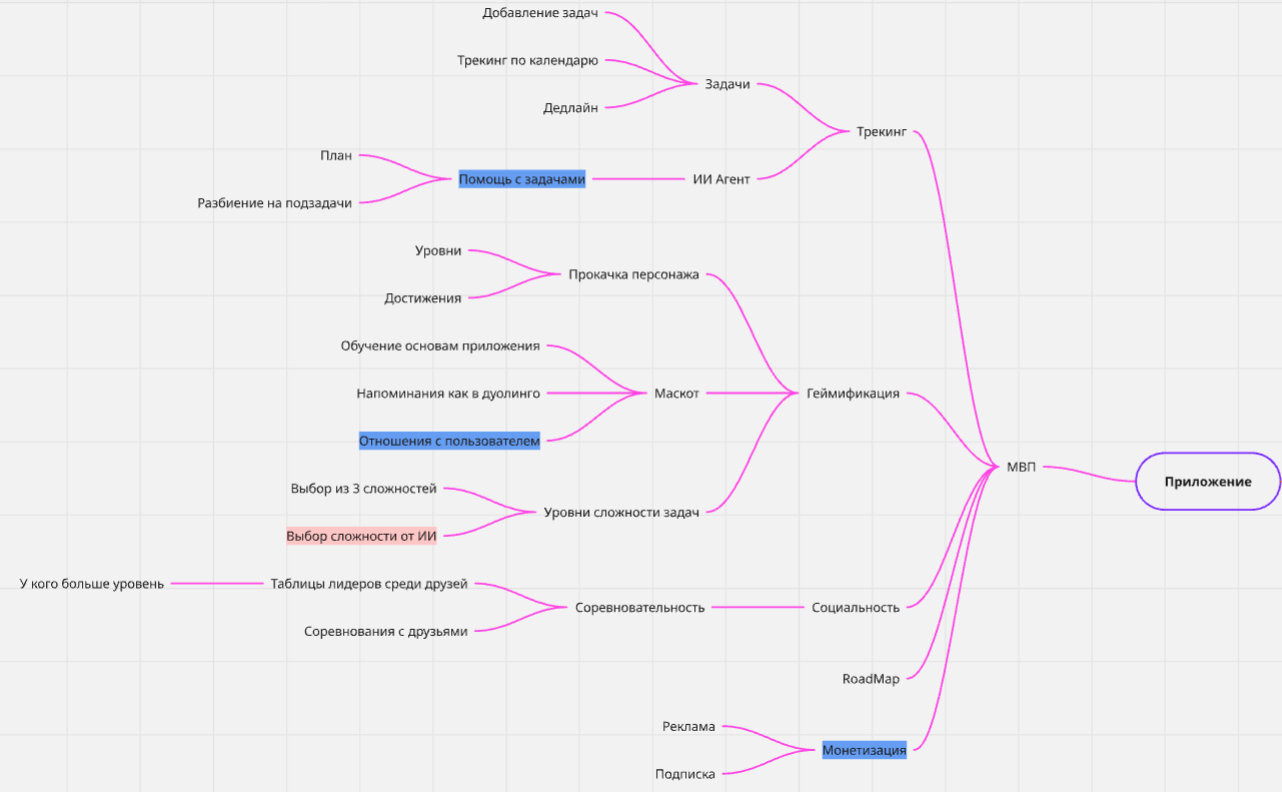 Добавление задач
Трекинг по календарю
Задачи
Дедлайн
Трекинг
План
Помощь с задачами
ИИ Агент
Разбиение на подзадачи
Уровни
Прокачка персонажа
Достижения
Обучение основам приложения
Напоминания как в дуолинго
Маскот
Геймификация
Отношения с пользователем
МВП
Приложение
Выбор из 3 сложностей
Уровни сложности задач
Выбор сложности от ИИ
У кого больше уровень
Таблицы лидеров среди друзей
Соревновательность
Социальность
Соревнования с друзьями
RoadMap
Реклама
Монетизация
Подписка